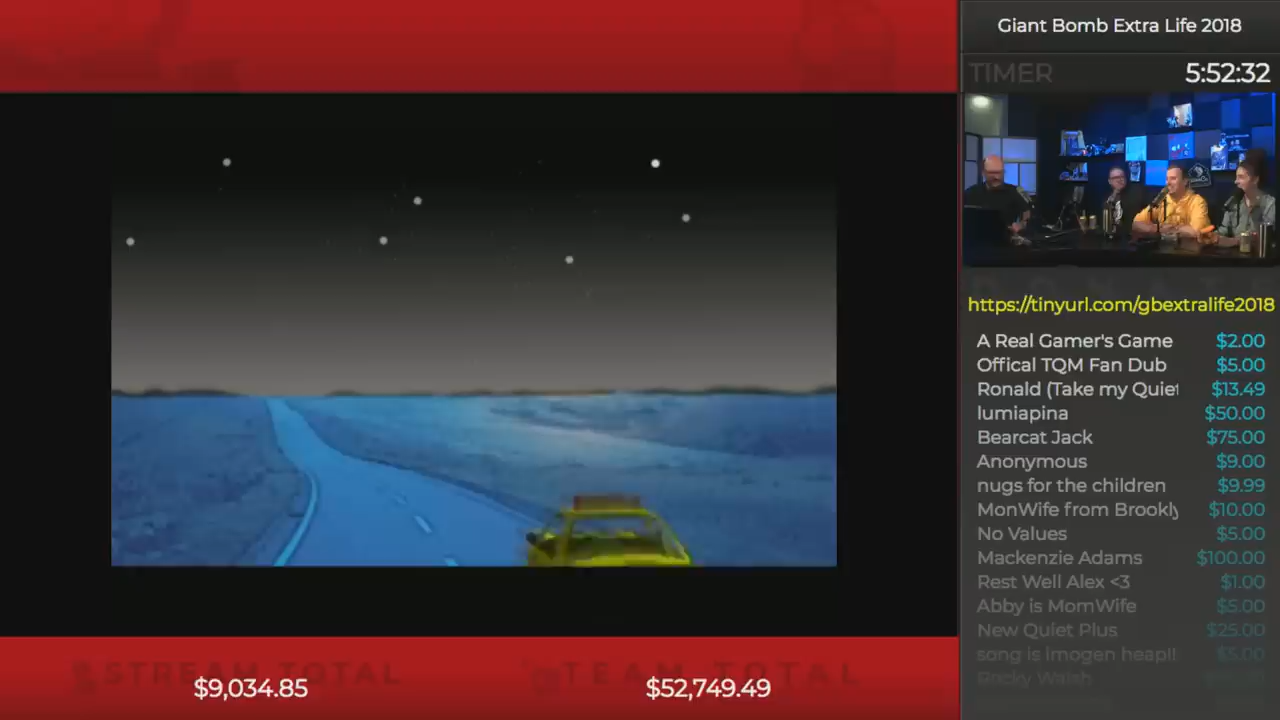 Giant Bomb Extra Life 2018
TIMER 5:52:32
https://tinyurl.com/gbextralife2018
A Real Gamer's Game $2.00
Offical TQM Fan Dub $5.00
Ronald (Take my Quiet $13.49
lumiapina $50.00
Bearcat Jack $75.00
Anonymous $9.00
nugs for the children $9.99
MonWife from Brookly $10.00
No Values $5.00
Mackenzie Adams $100.00
Rest Well Alex <3 $1.00
Abby is MomWife $5.00
New Quiet Plus $25.00
song is imogen heap!! $5.00
Rocky Walsh
STREAM TOTAL
$9,034.85
TEAM TOTAL
$52,749.49